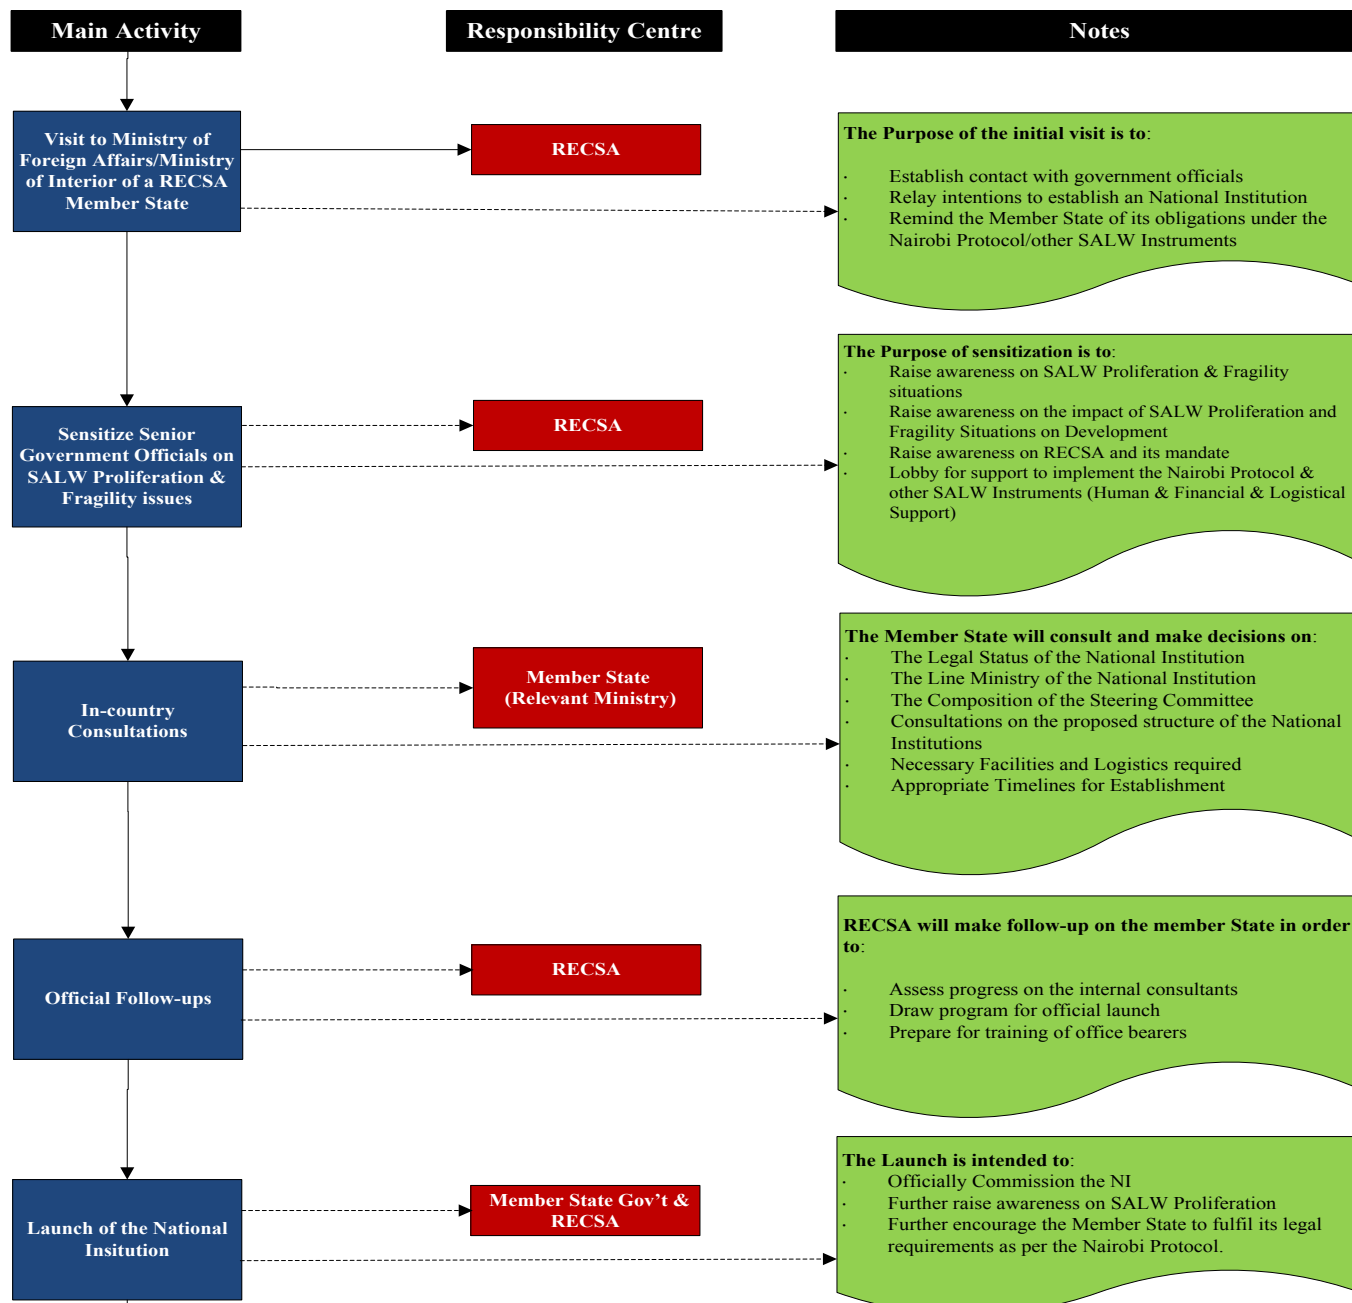 Main Activity
Responsibility Centre
Notes
Visit to Ministry of
Foreign Affairs/Ministry
of Interior of a RECSA
Member State
RECSA
The Purpose of the initial visit is to:
· Establish contact with government officials
· Relay intentions to establish an National Institution
· Remind the Member State of its obligations under the
Nairobi Protocol/other SALW Instruments
Sensitize Senior
Government Officials on
SALW Proliferation &
Fragility issues
RECSA
The Purpose of sensitization is to:
· Raise awareness on SALW Proliferation & Fragility
situations
· Raise awareness on the impact of SALW Proliferation and
Fragility Situations on Development
· Raise awareness on RECSA and its mandate
· Lobby for support to implement the Nairobi Protocol &
other SALW Instruments (Human & Financial & Logistical
Support)
In-country
Consultations
Member State
(Relevant Ministry)
The Member State will consult and make decisions on:
· The Legal Status of the National Institution
· The Line Ministry of the National Institution
· The Composition of the Steering Committee
· Consultations on the proposed structure of the National
Institutions
· Necessary Facilities and Logistics required
· Appropriate Timelines for Establishment
Official Follow-ups
RECSA
RECSA will make follow-up on the member State in order
to:
· Assess progress on the internal consultants
· Draw program for official launch
· Prepare for training of office bearers
Launch of the National
Insitution
Member State Gov't &
RECSA
The Launch is intended to:
· Officially Commission the NI
· Further raise awareness on SALW Proliferation
· Further encourage the Member State to fulfil its legal
requirements as per the Nairobi Protocol.